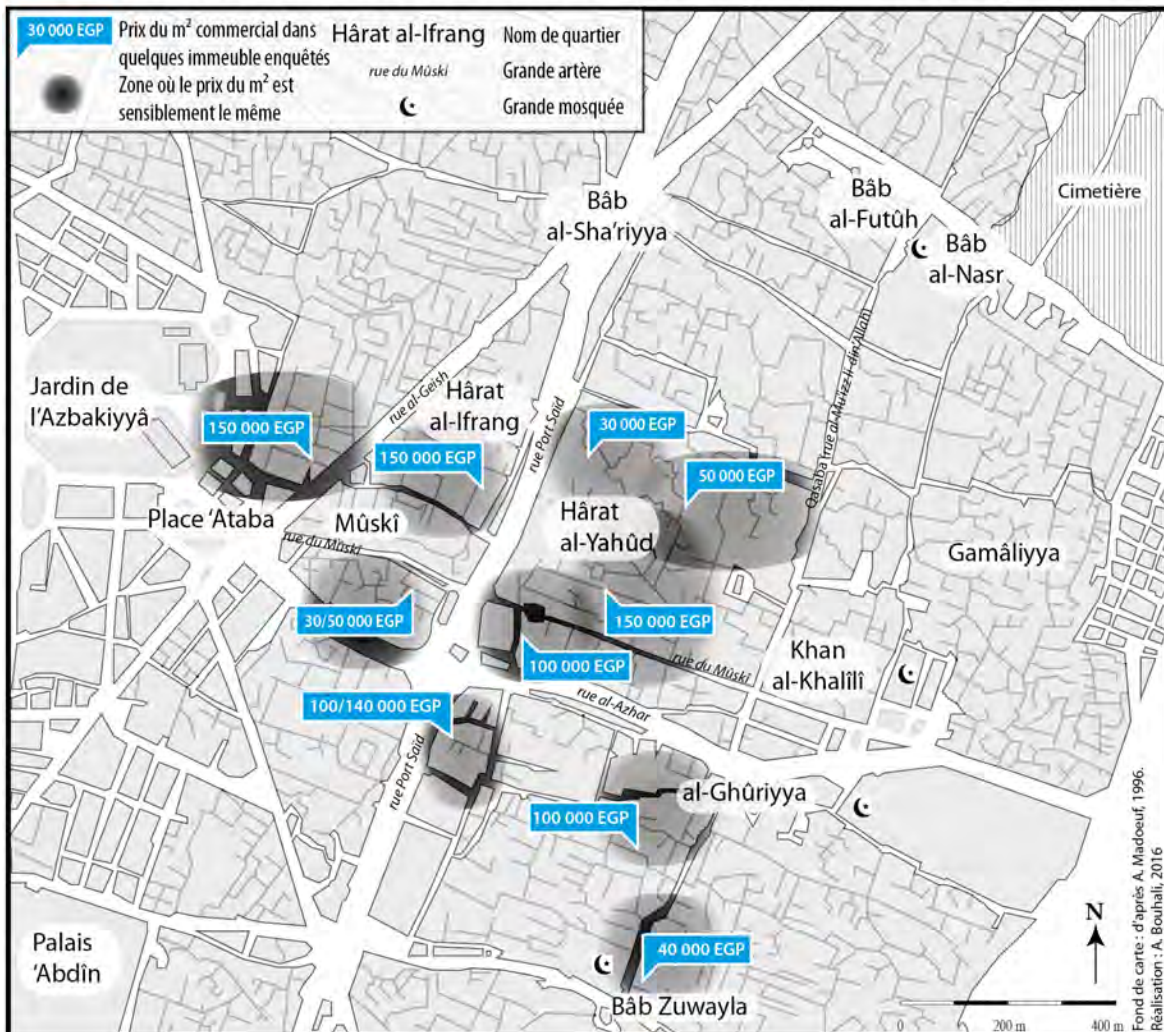 30 000 EGP
Prix du m² commercial dans
quelques immeuble enquêtés
Zone où le prix du m² est
sensiblement le même
Hârat al-Ifrang
Nom de quartier
rue du Mûskî
Grande artère
Grande mosquée
Bâb
al-Sha'riyya
Bâb
al-Futûh
Bâb
al-Nasr
Cimetière
Jardin de
l'Azbakiyyâ
150 000 EGP
rue al-Geish
Hârat
al-Ifrang
150 000 EGP
rue Port Saïd
30 000 EGP
50 000 EGP
Qasaba (rue al-Mu'izz li-din'Allah)
Place 'Ataba
Mûskî
rue du Mûskî
Hârat
al-Yahûd
Gamâliyya
30/50 000 EGP
150 000 EGP
100 000 EGP
rue du Mûskî
Khan
al-Khalîlî
rue al-Azhar
100/140 000 EGP
rue Port Saïd
al-Ghûriyya
100 000 EGP
Palais
'Abdîn
40 000 EGP
Bâb Zuwayla
N
0
200 m
400 m
Fond de carte : d'après A. Madoeuf, 1996.
Réalisation : A. Bouhali, 2016